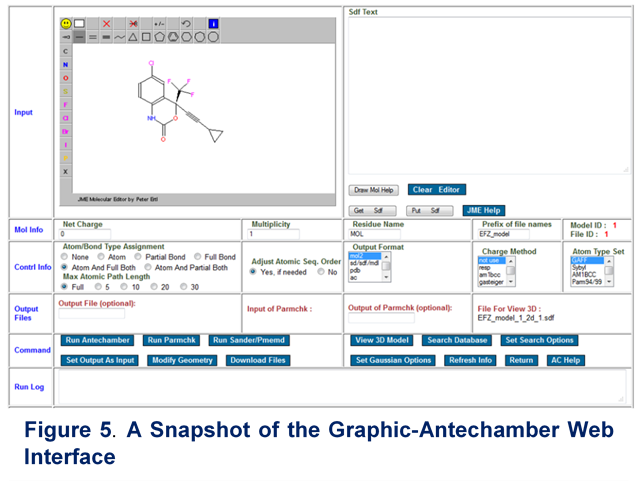 Sdf Text
+/-
i
C
N
O
S
F
Cl
Br
I
P
X
Cl
F
F
F
NH
O
O
JME Molecular Editor by Peter Ertl
Input
Draw Mol Help
Clear Editor
Get Sdf
Put Sdf
JME Help
Mol Info
Net Charge
0
Multiplicity
1
Residue Name
MOL
Prefix of file names
EFZ_model
Model ID : 1
File ID : 1
Contrl Info
Atom/Bond Type Assignment
None
Atom
Partial Bond
Full Bond
Atom And Full Both
Atom And Partial Both
Max Atomic Path Length
Full
5
10
20
30
Adjust Atomic Seq. Order
Yes, if needed
No
Output Format
mol2
sd/sdf/mdl
pdb
ac
Charge Method
not use
resp
am1bcc
gasteiger
Atom Type Set
GAFF
Sybyl
AM1BCC
Parm94/99
Output Files
Output File (optional):
Input of Parmchk :
Output of Parmchk (optional):
File For View 3D :
EFZ_model_1_2d_1.sdf
Command
Run Antechamber
Run Parmchk
Run Sander/Pmemd
View 3D Model
Search Database
Set Search Options
Set Output As Input
Modify Geometry
Download Files
Set Gaussian Options
Refresh Info
Return
AC Help
Run Log
Figure 5. A Snapshot of the Graphic-Antechamber Web
Interface